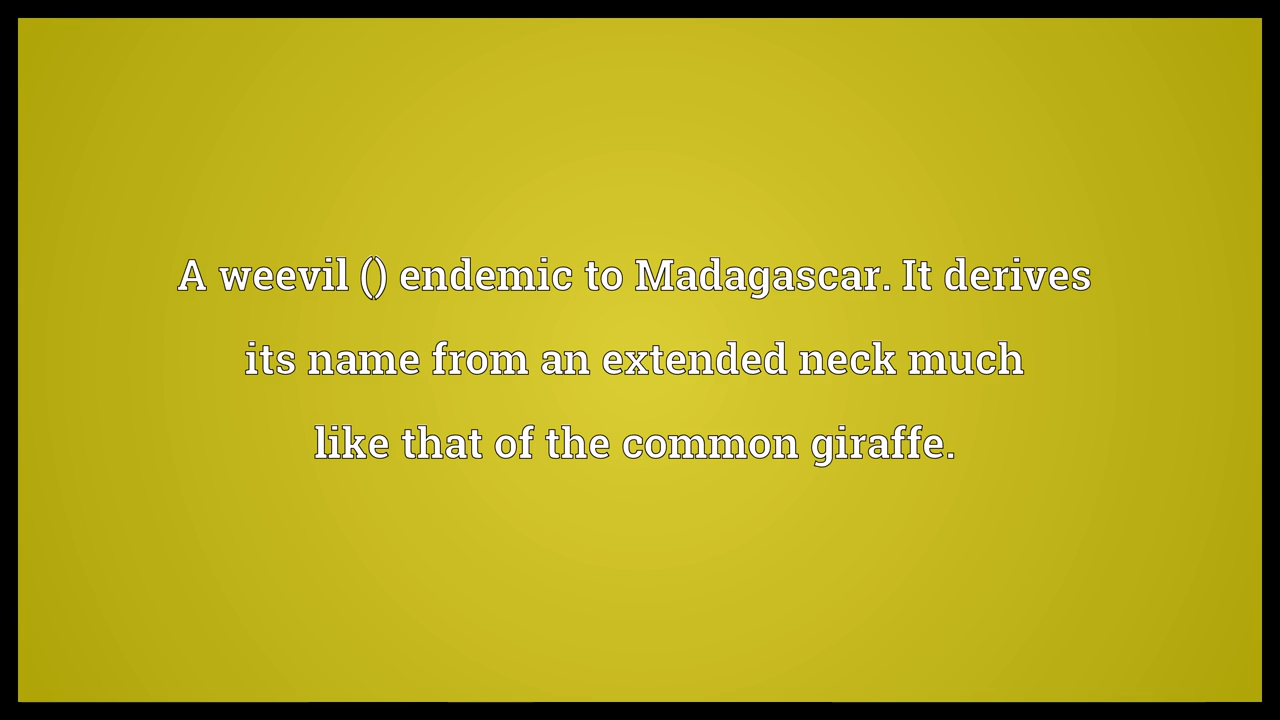 A weevil () endemic to Madagascar. It derives
its name from an extended neck much
like that of the common giraffe.